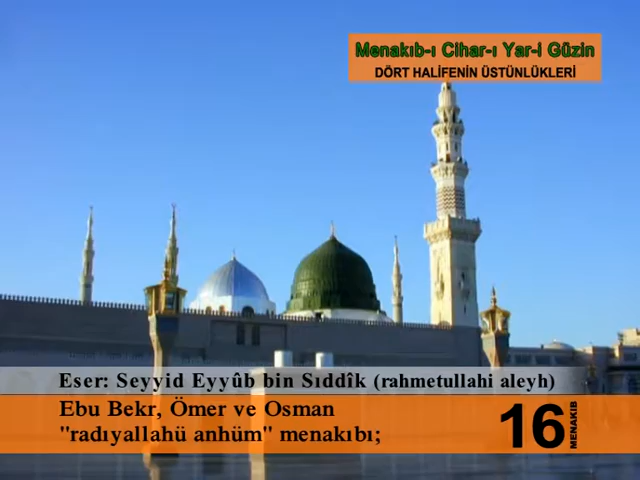 Menakıb-ı Cihar-ı Yar-i Güzin
DÖRT HALİFENİN ÜSTÜNLÜKLERİ
Eser: Seyyid Eyyûb bin Sıddîk (rahmetullahi aleyh)
Ebu Bekr, Ömer ve Osman
"radıyallahü anhüm" menakıbı;
16
MENAKIB